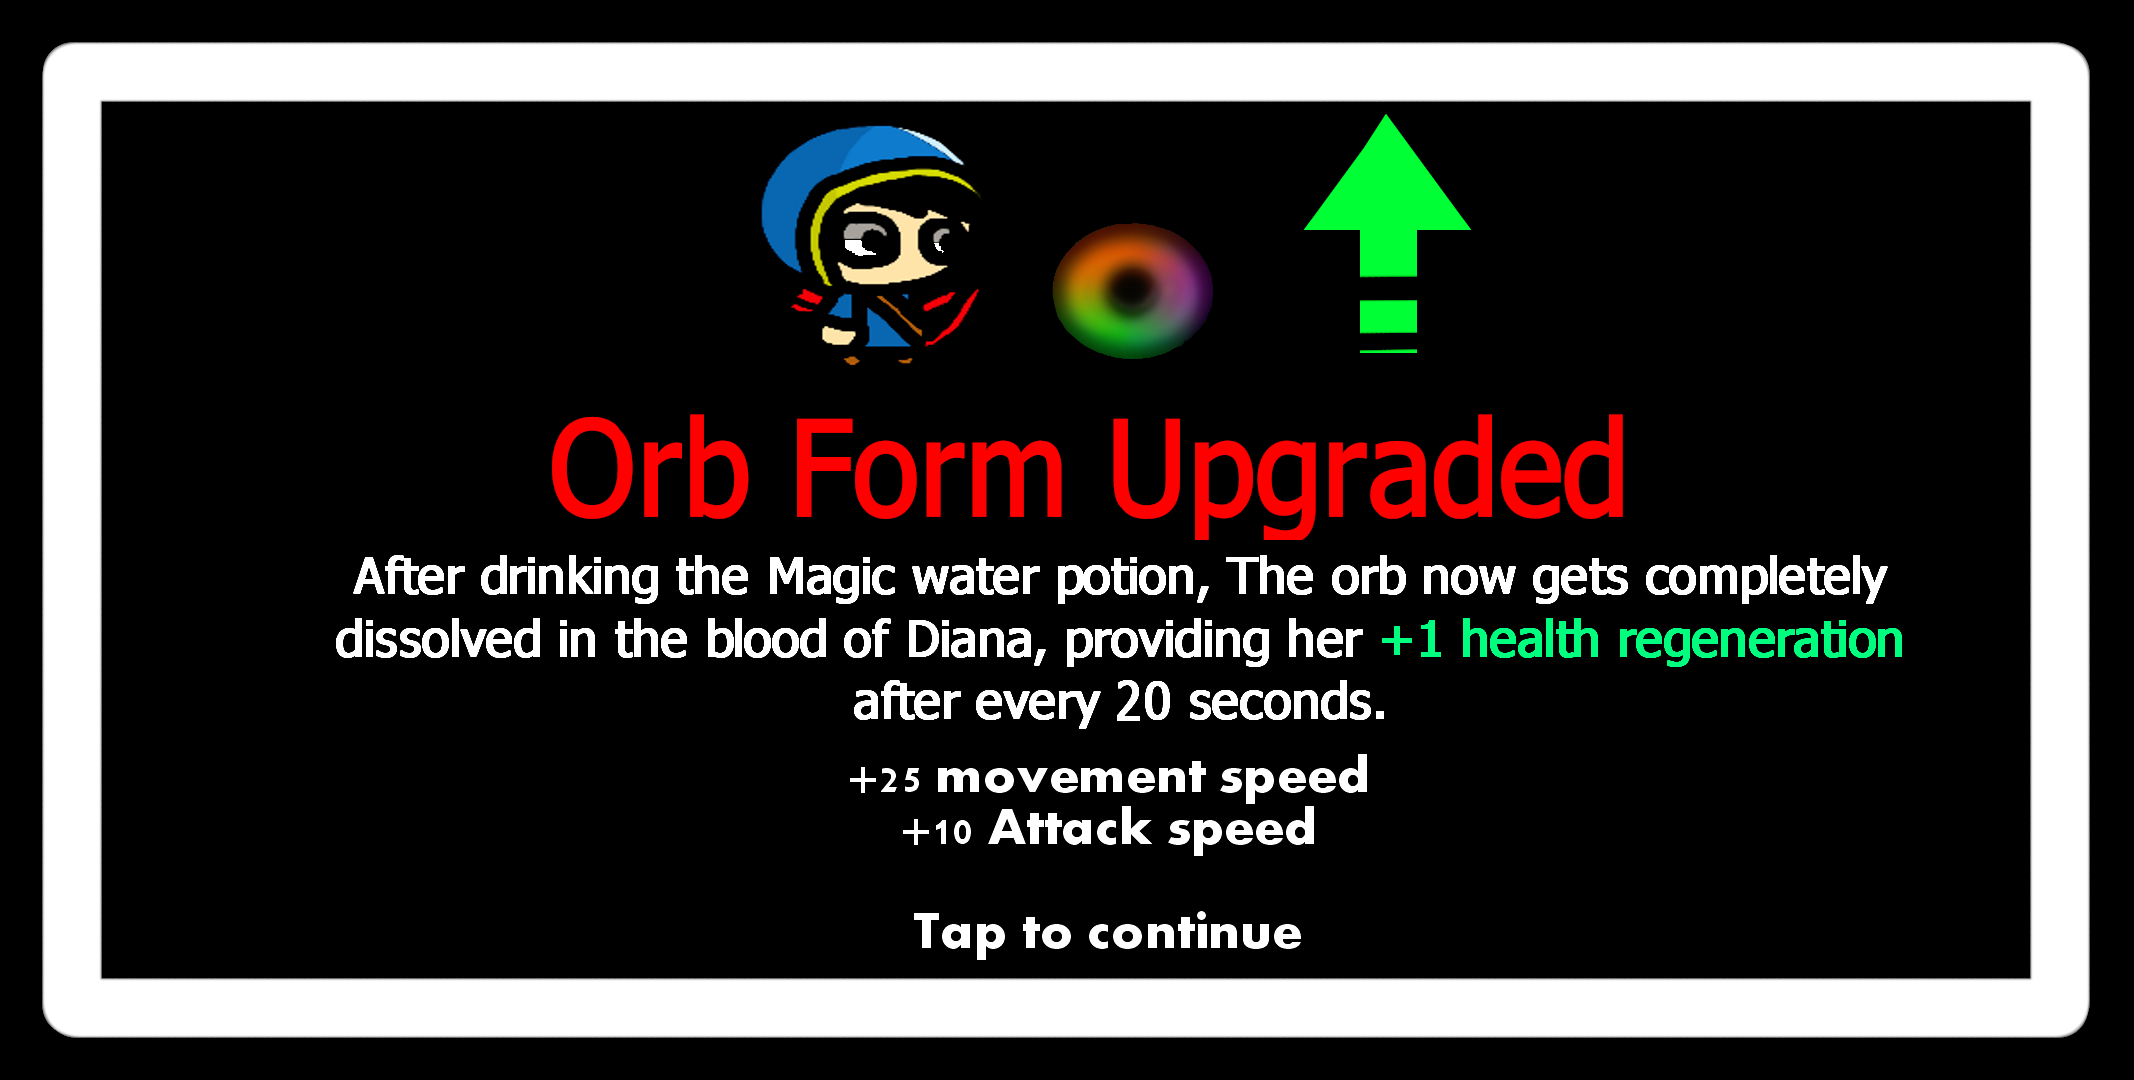 Orb Form Upgraded
After drinking the Magic water potion, The orb now gets completely
dissolved in the blood of Diana, providing her +1 health regeneration
after every 20 seconds.
+25 movement speed
+10 Attack speed
Tap to continue